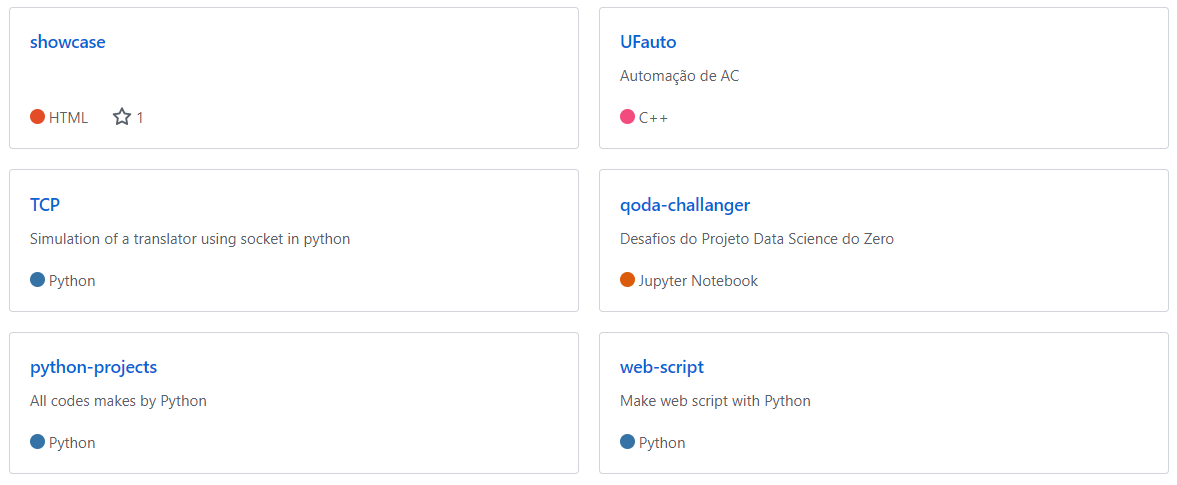 showcase
HTML 1
UFauto
Automação de AC
C++
TCP
Simulation of a translator using socket in python
Python
qoda-challanger
Desafios do Projeto Data Science do Zero
Jupyter Notebook
python-projects
All codes makes by Python
Python
web-script
Make web script with Python
Python